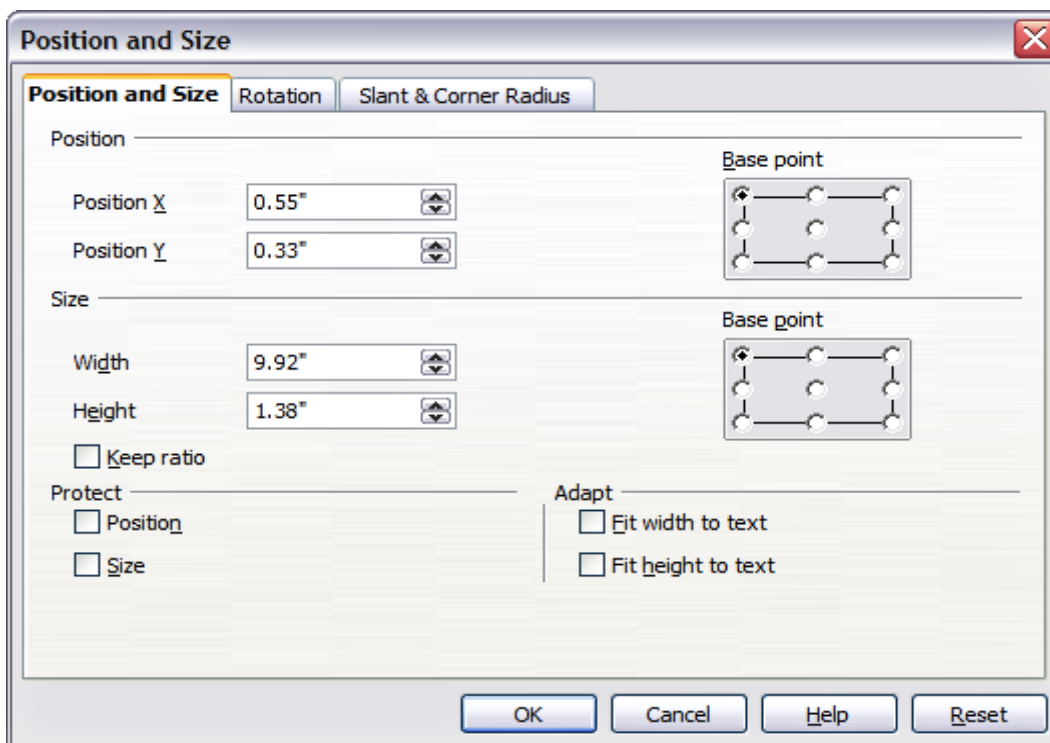 Position and Size
Position and Size Rotation Slant & Corner Radius
Position
Base point
Position X 0.55"
Position Y 0.33"
Size
Base point
Width 9.92"
Height 1.38"
Keep ratio
Protect Adapt
Position Fit width to text
Size Fit height to text
OK Cancel Help Reset